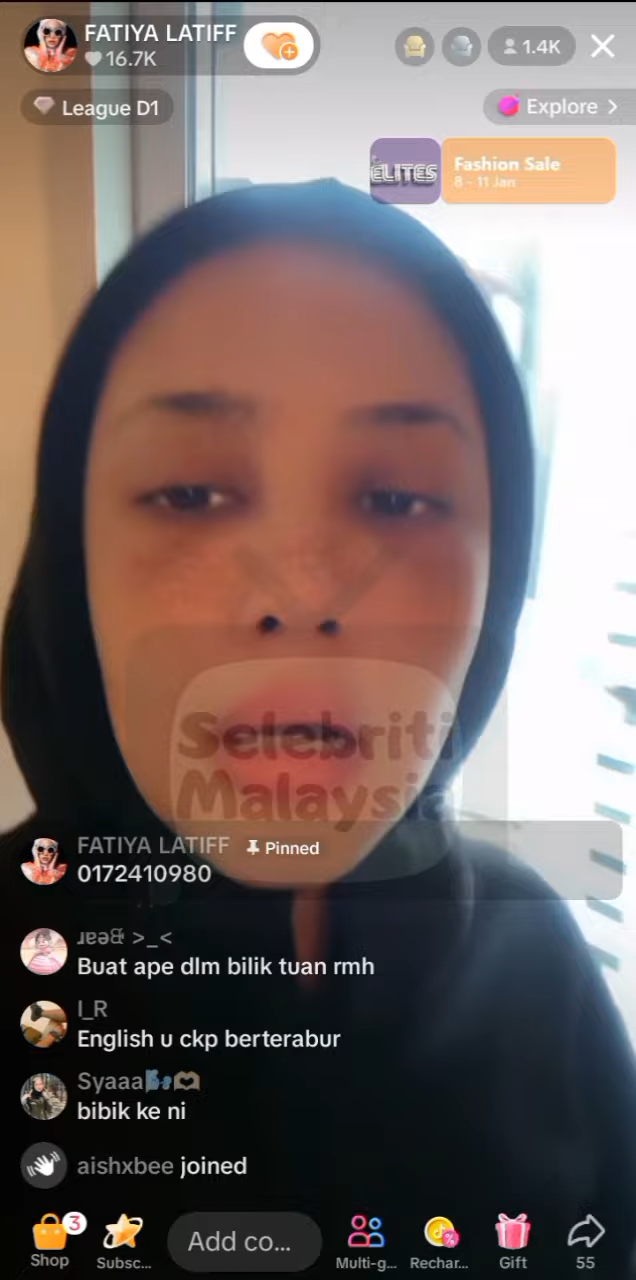 FATIYA LATIFF
16.7K
1.4K
League D1
Explore
ELITES
Fashion Sale
8 - 11 Jan
Selebriti
Malaysia
FATIYA LATIFF Pinned
0172410980
ɹɐǝᙠ >_<
Buat ape dlm bilik tuan rmh
I_R
English u ckp berterabur
Syaaa
bibik ke ni
aishxbee joined
3
Add co...
Shop
Subsc...
Multi-g...
Rechar...
Gift
55